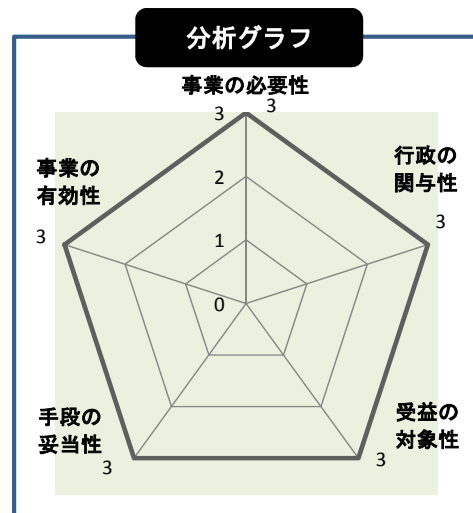 分析グラフ
事業の必要性
3
3
行政の
関与性
3
事業の
有効性
3
2
1
0
受益の
対象性
3
手段の
妥当性
3